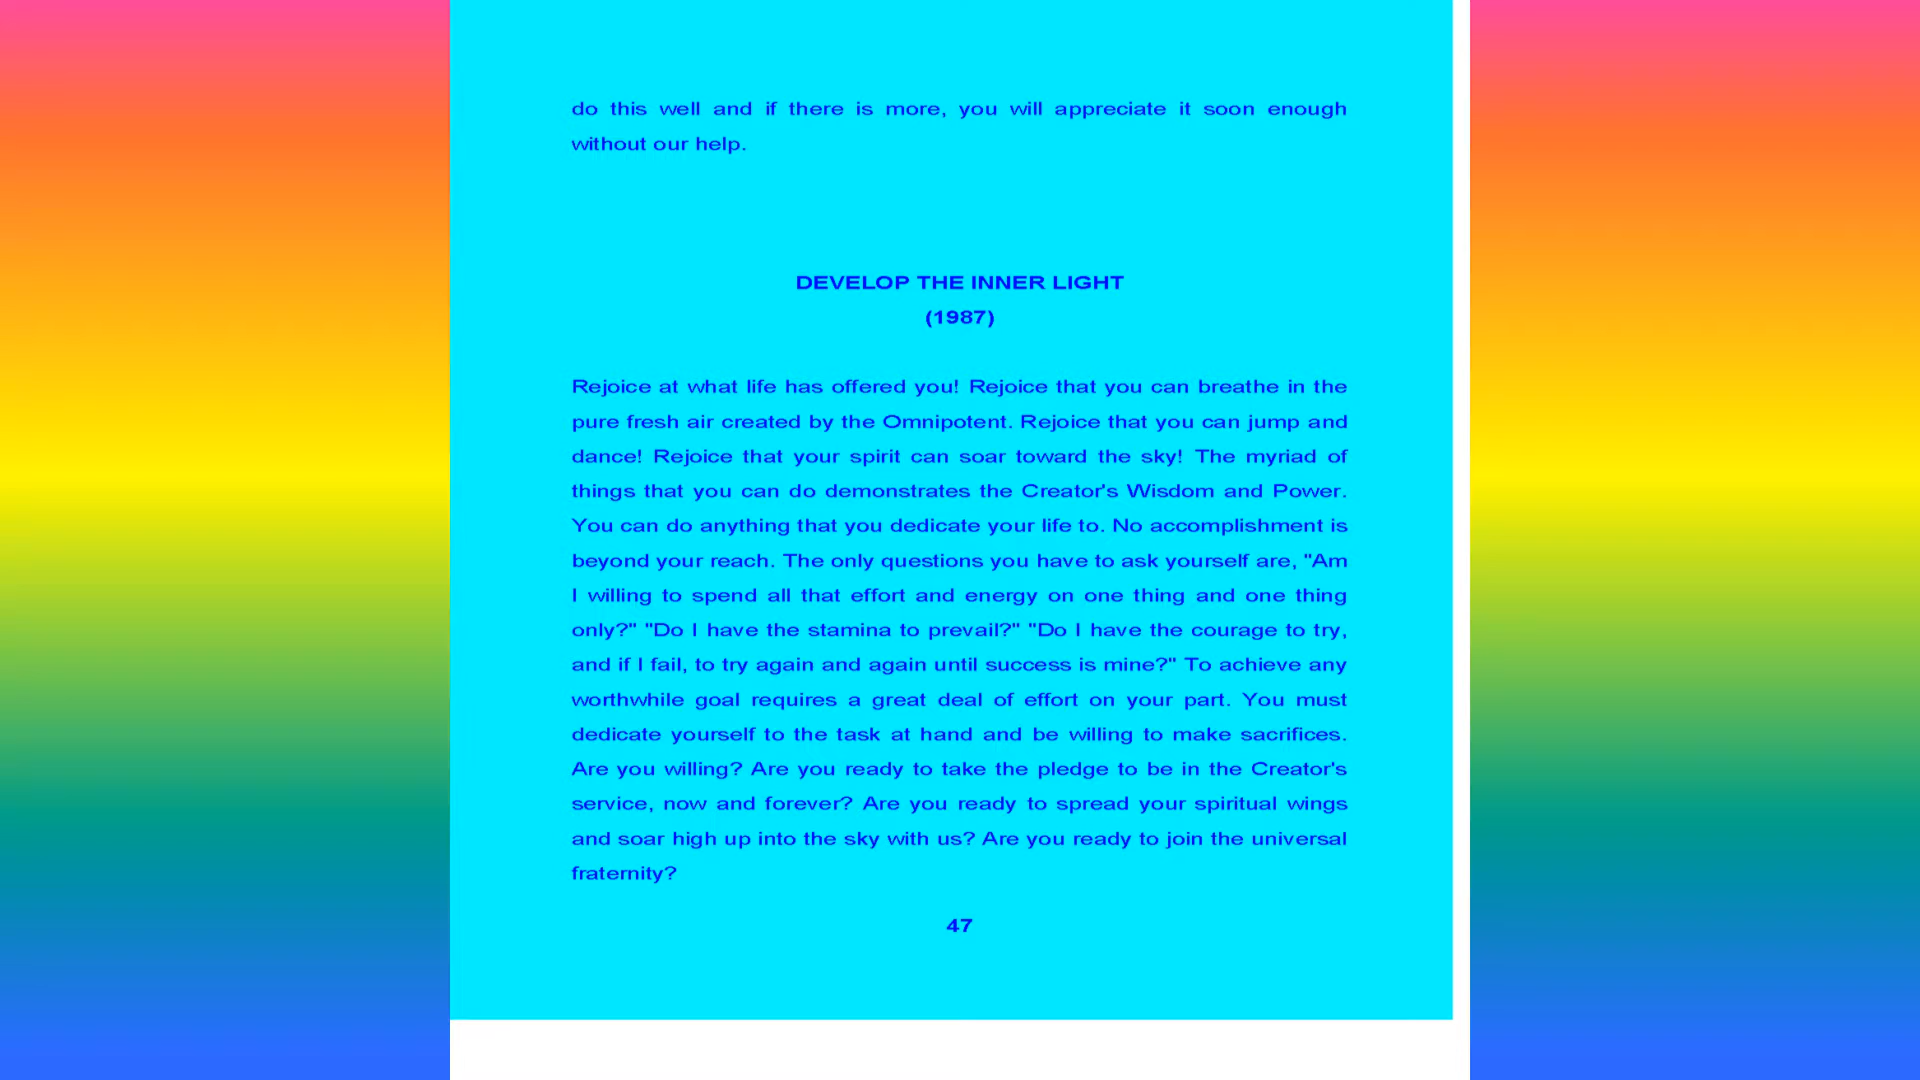 do this well and if there is more, you will appreciate it soon enough
without our help.
DEVELOP THE INNER LIGHT
(1987)
Rejoice at what life has offered you! Rejoice that you can breathe in the
pure fresh air created by the Omnipotent. Rejoice that you can jump and
dance! Rejoice that your spirit can soar toward the sky! The myriad of
things that you can do demonstrates the Creator's Wisdom and Power.
You can do anything that you dedicate your life to. No accomplishment is
beyond your reach. The only questions you have to ask yourself are, "Am
I willing to spend all that effort and energy on one thing and one thing
only?" "Do I have the stamina to prevail?" "Do I have the courage to try,
and if I fail, to try again and again until success is mine?" To achieve any
worthwhile goal requires a great deal of effort on your part. You must
dedicate yourself to the task at hand and be willing to make sacrifices.
Are you willing? Are you ready to take the pledge to be in the Creator's
service, now and forever? Are you ready to spread your spiritual wings
and soar high up into the sky with us? Are you ready to join the universal
fraternity?
47